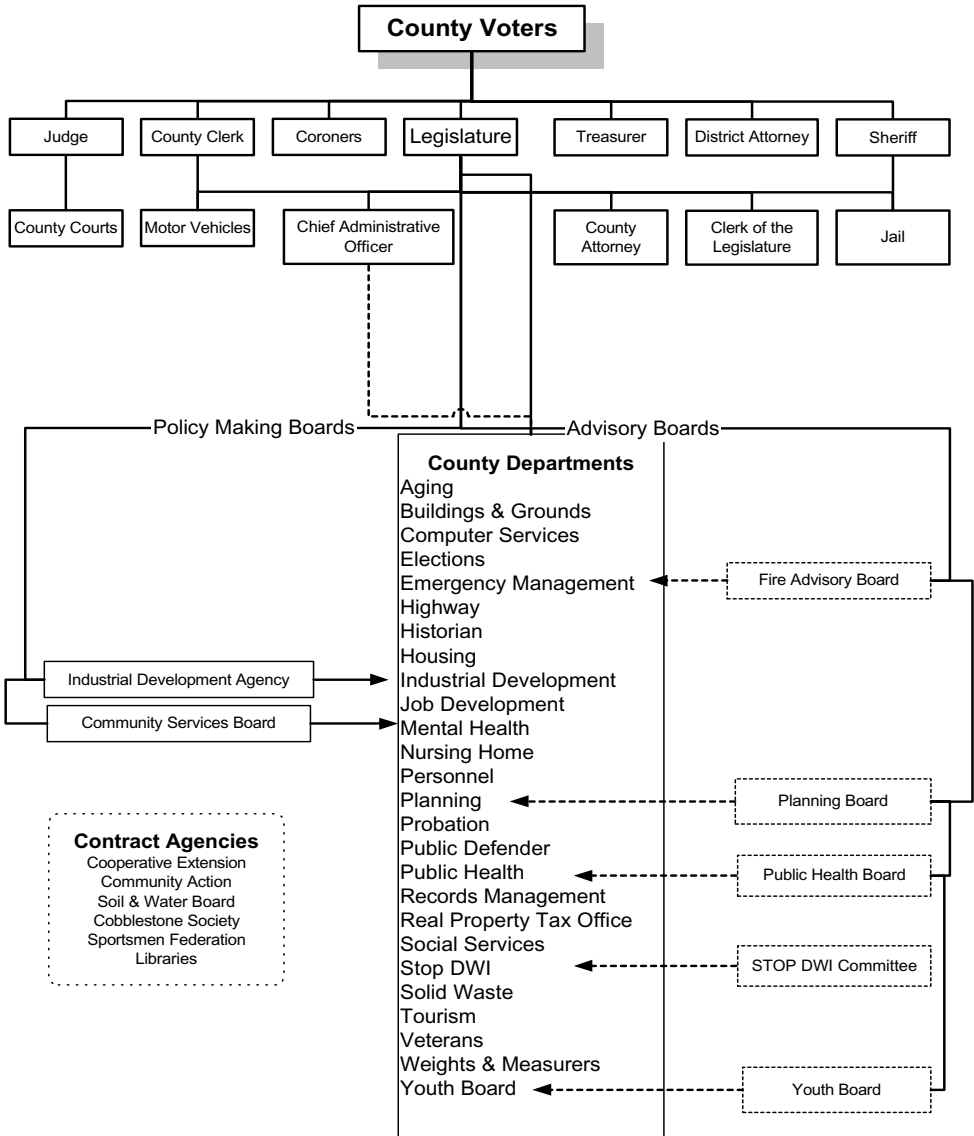 County Voters
Judge
County Clerk
Coroners
Legislature
Treasurer
District Attorney
Sheriff
County Courts
Motor Vehicles
Chief Administrative
Officer
County
Attorney
Clerk of the
Legislature
Jail
Policy Making Boards
Advisory Boards
County Departments
Aging
Buildings & Grounds
Computer Services
Elections
Emergency Management
Highway
Historian
Housing
Industrial Development
Job Development
Mental Health
Nursing Home
Personnel
Planning
Probation
Public Defender
Public Health
Records Management
Real Property Tax Office
Social Services
Stop DWI
Solid Waste
Tourism
Veterans
Weights & Measurers
Youth Board
Industrial Development Agency
Community Services Board
Contract Agencies
Cooperative Extension
Community Action
Soil & Water Board
Cobblestone Society
Sportsmen Federation
Libraries
Fire Advisory Board
Planning Board
Public Health Board
STOP DWI Committee
Youth Board